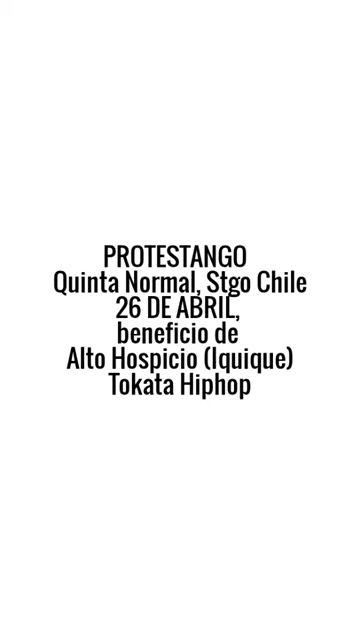 PROTESTANGO
Quinta Normal, Stgo Chile
26 DE ABRIL,
beneficio de
Alto Hospicio (Iquique)
Tokata Hiphop